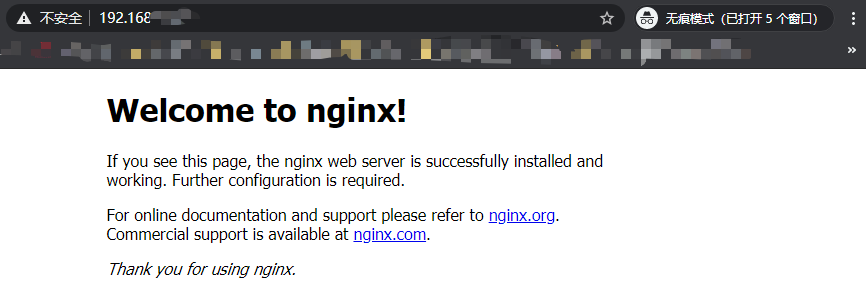 不安全 192.168
无痕模式（已打开 5 个窗口）
Welcome to nginx!
If you see this page, the nginx web server is successfully installed and
working. Further configuration is required.
For online documentation and support please refer to nginx.org.
Commercial support is available at nginx.com.
Thank you for using nginx.